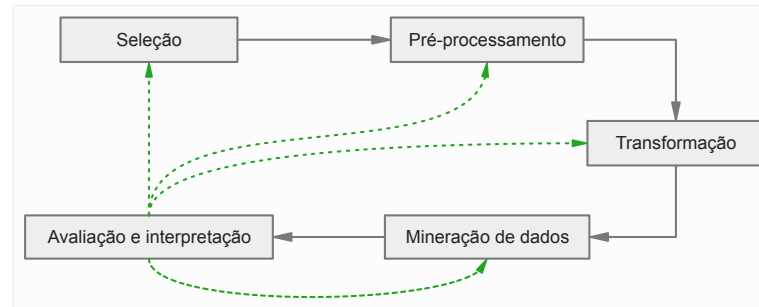 Seleção
Pré-processamento
Transformação
Avaliação e interpretação
Mineração de dados